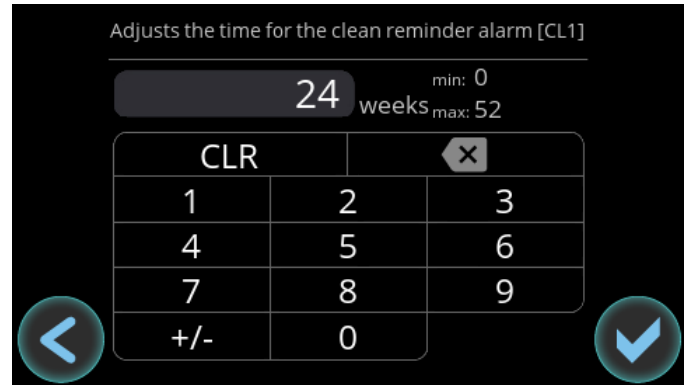 Adjusts the time for the clean reminder alarm [CL1]
24 weeks min: 0
max: 52
CLR
1 2 3
4 5 6
7 8 9
+/- 0